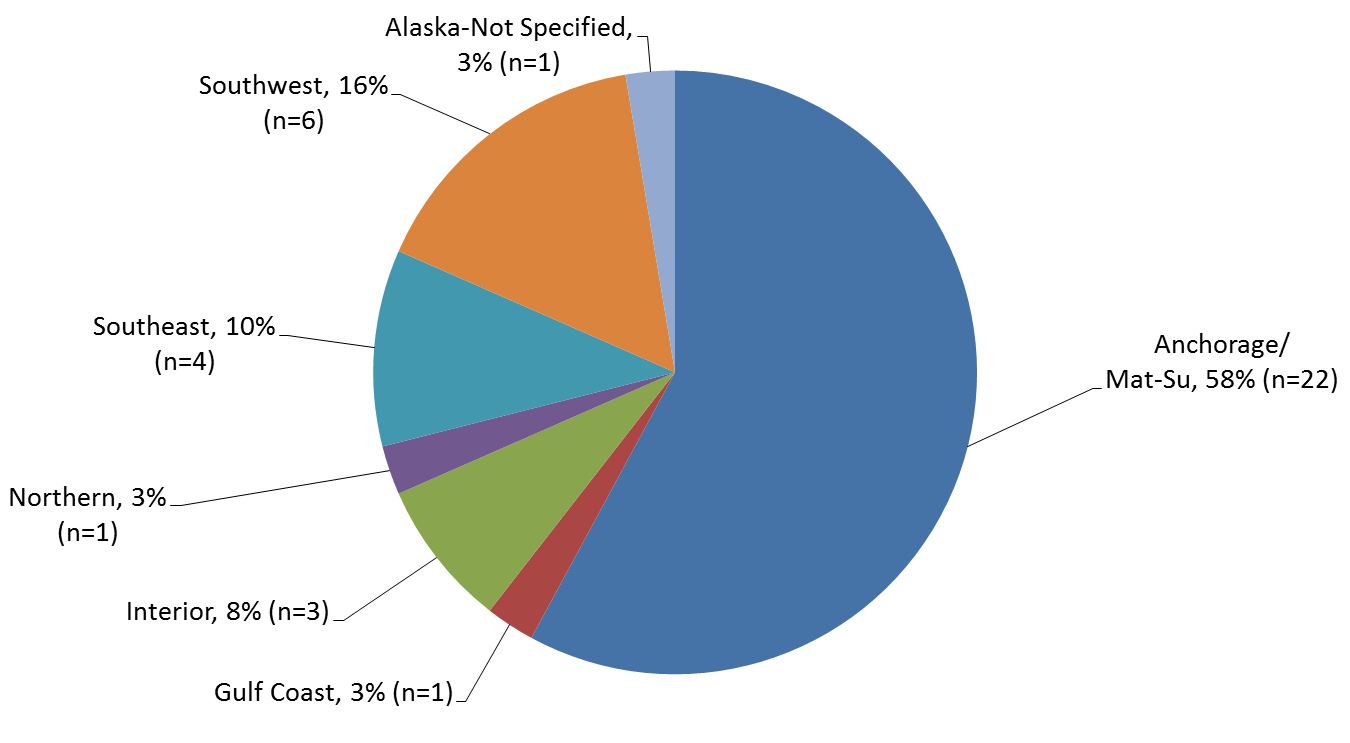 Alaska-Not Specified,
3% (n=1)
Southwest, 16%
(n=6)
Southeast, 10%
(n=4)
Anchorage/
Mat-Su, 58% (n=22)
Northern, 3%
(n=1)
Interior, 8% (n=3)
Gulf Coast, 3% (n=1)